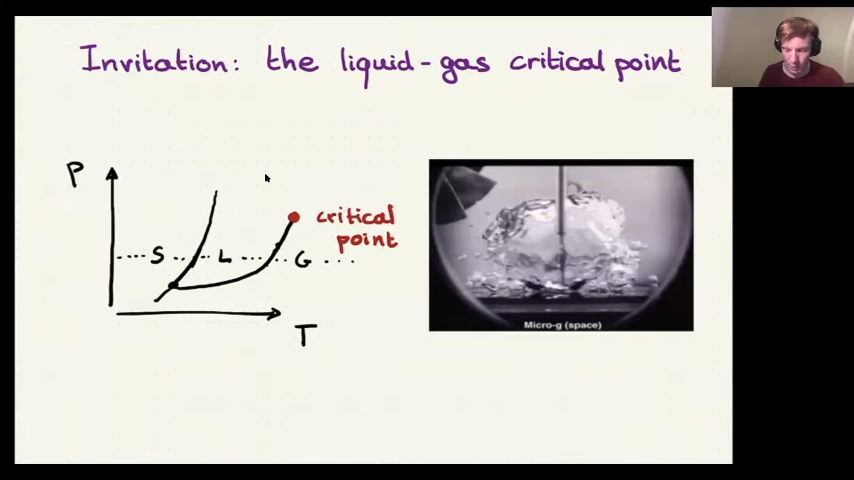 Invitation: the liquid-gas critical point
P
critical
point
S L G
T
Micro-g (space)